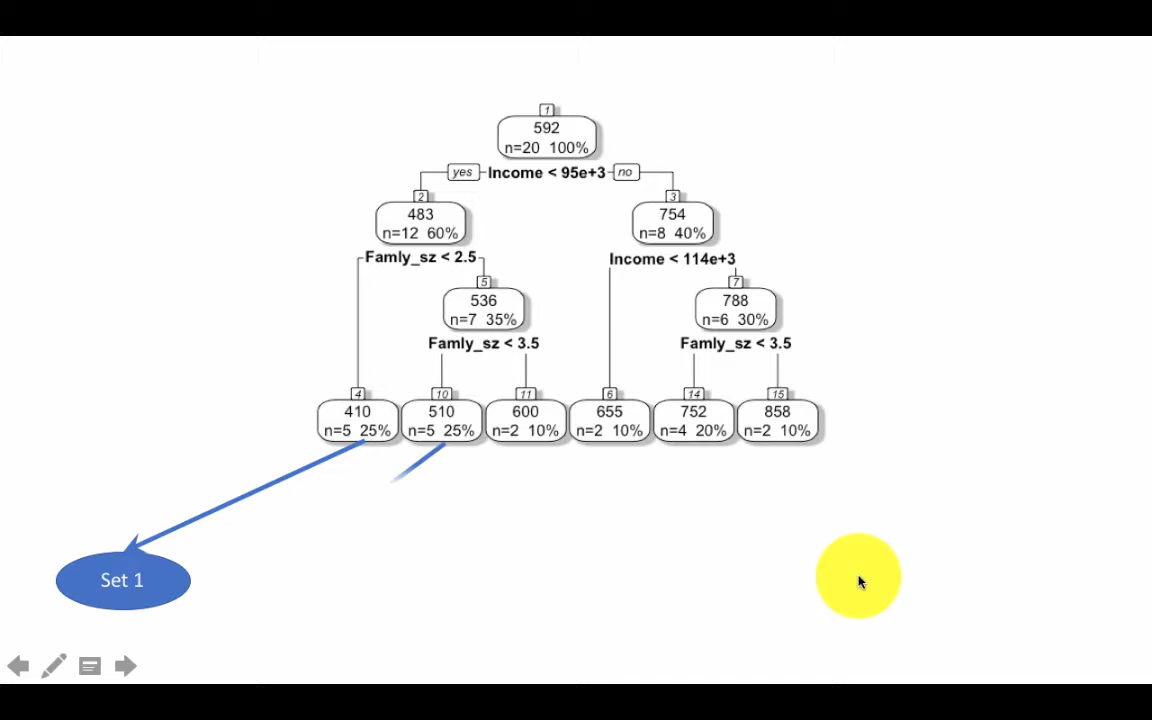 1
592
n=20 100%
yes Income < 95e+3 no
2 3
483 754
n=12 60% n=8 40%
Famly_sz < 2.5 Income < 114e+3
5 7
536 788
n=7 35% n=6 30%
Famly_sz < 3.5 Famly_sz < 3.5
4 10 11 6 14 15
410 510 600 655 752 858
n=5 25% n=5 25% n=2 10% n=2 10% n=4 20% n=2 10%
Set 1